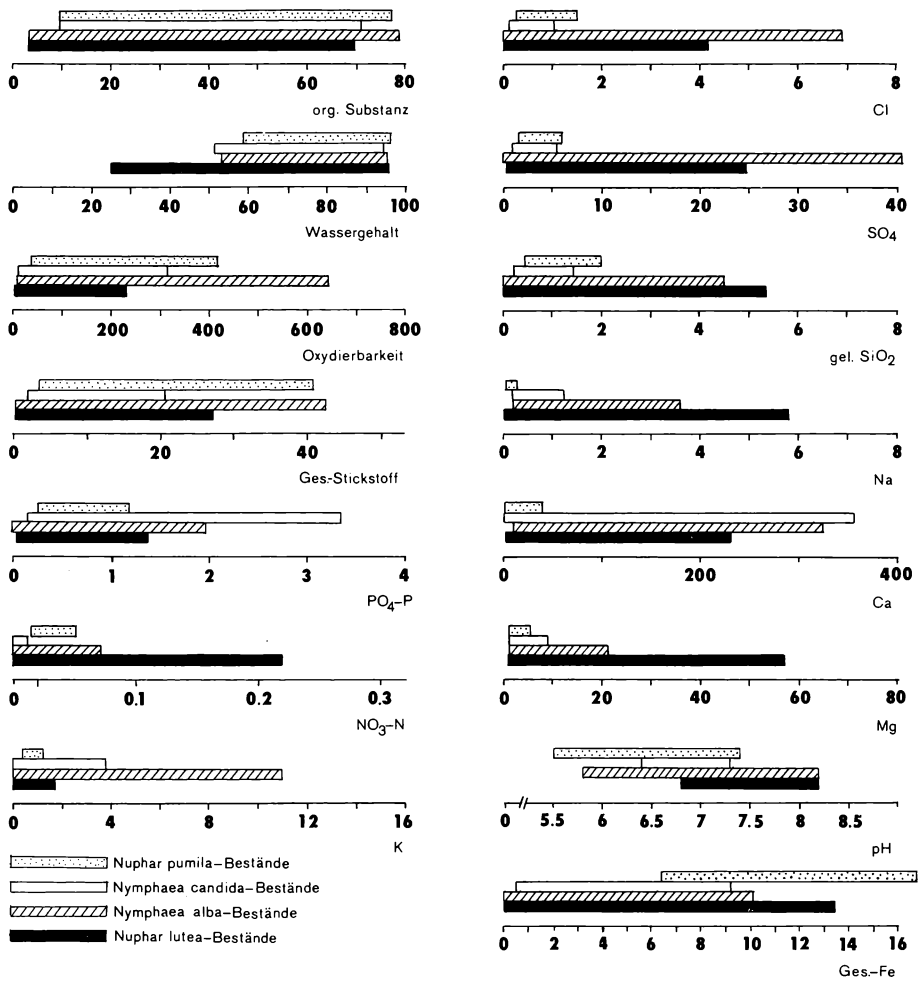 0 20 40 60 80
org. Substanz
0 20 40 60 80 100
Wassergehalt
0 200 400 600 800
Oxydierbarkeit
0 20 40
Ges.-Stickstoff
0 1 2 3 4
PO4-P
0 0.1 0.2 0.3
NO3-N
0 4 8 12 16
K
Nuphar pumila-Bestände
Nymphaea candida-Bestände
Nymphaea alba-Bestände
Nuphar lutea-Bestände
0 2 4 6 8
Cl
0 10 20 30 40
SO4
0 2 4 6 8
gel. SiO2
0 2 4 6 8
Na
0 200 400
Ca
0 20 40 60 80
Mg
0 5.5 6 6.5 7 7.5 8 8.5
pH
0 2 4 6 8 10 12 14 16
Ges.-Fe